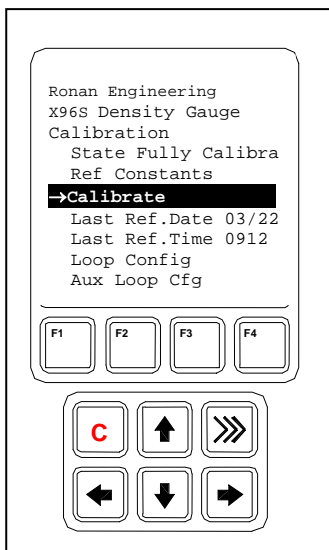 Ronan Engineering
X96S Density Gauge
Calibration
State Fully Calibra
Ref Constants
→Calibrate
Last Ref.Date 03/22
Last Ref.Time 0912
Loop Config
Aux Loop Cfg
F1 F2 F3 F4
C